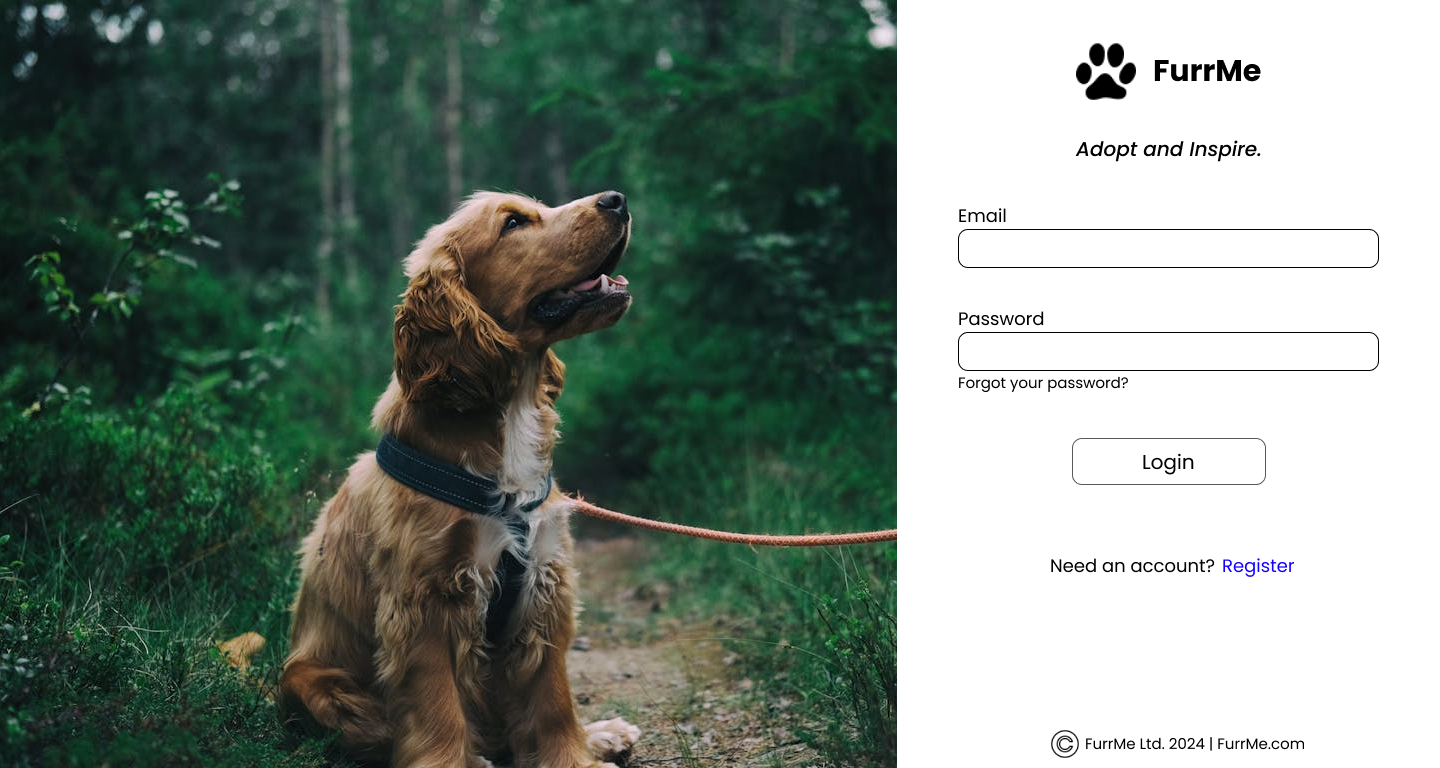 FurrMe
Adopt and Inspire.
Email
Password
Forgot your password?
Login
Need an account? Register
© FurrMe Ltd. 2024 | FurrMe.com